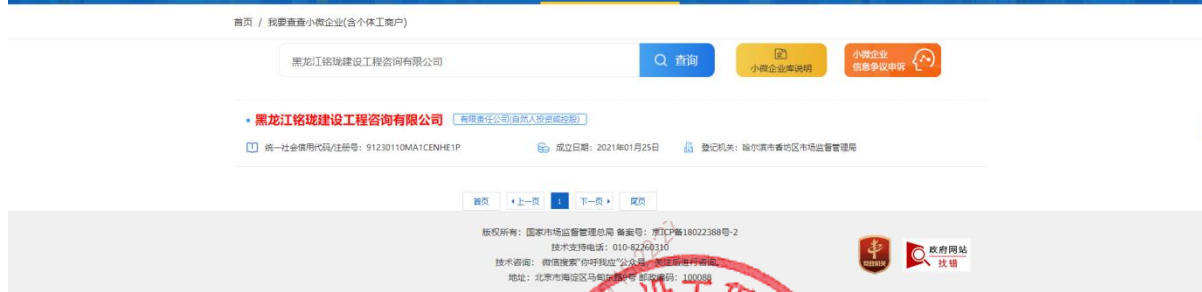 首页 / 我要查查小微企业(含个体工商户)
黑龙江铭珑建设工程咨询有限公司
查询
小微企业库说明
小微企业
信息争议申诉
黑龙江铭珑建设工程咨询有限公司 有限责任公司(自然人投资或控股)
统一社会信用代码/注册号：91230110MA1CENHE1P 成立日期：2021年01月25日 登记机关：哈尔滨市香坊区市场监督管理局
首页 上一页 1 下一页 尾页
版权所有：国家市场监督管理总局 备案号：京ICP备18022388号-2
技术支持电话：010-82260310
技术咨询：微信搜索"你呼我应"公众号，关注后进行咨询。
地址：北京市海淀区马甸东路9号 邮政编码：100088
党政机关
政府网站
找错
设工程